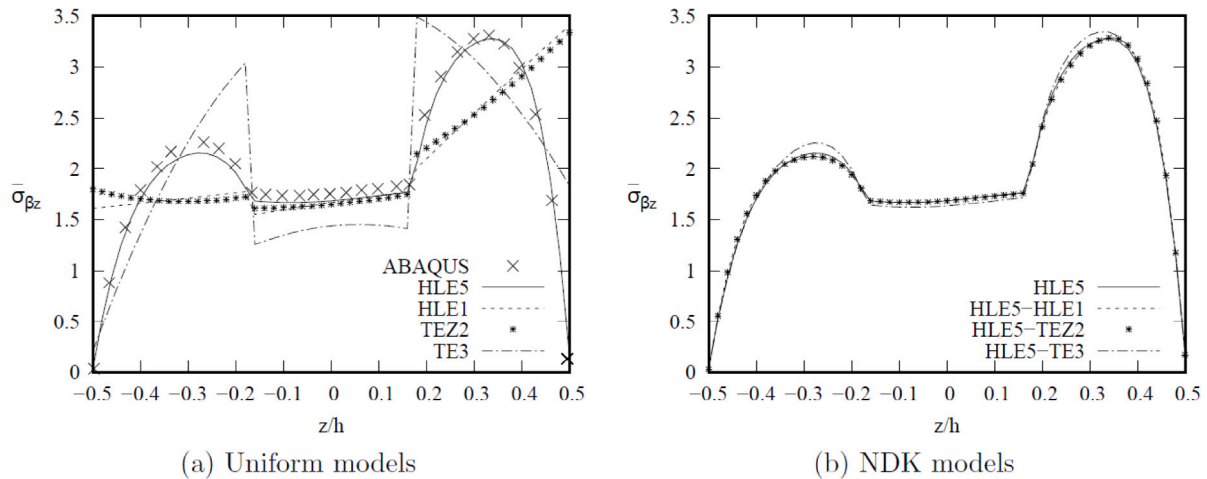 3.5
3
2.5
2
σ̄βz
1.5
1
0.5
0
ABAQUS
HLE5
HLE1
TEZ2
TE3
−0.5 −0.4 −0.3 −0.2 −0.1 0 0.1 0.2 0.3 0.4 0.5
z/h
(a) Uniform models
3.5
3
2.5
2
σ̄βz
1.5
1
0.5
0
HLE5
HLE5−HLE1
HLE5−TEZ2
HLE5−TE3
−0.5 −0.4 −0.3 −0.2 −0.1 0 0.1 0.2 0.3 0.4 0.5
z/h
(b) NDK models